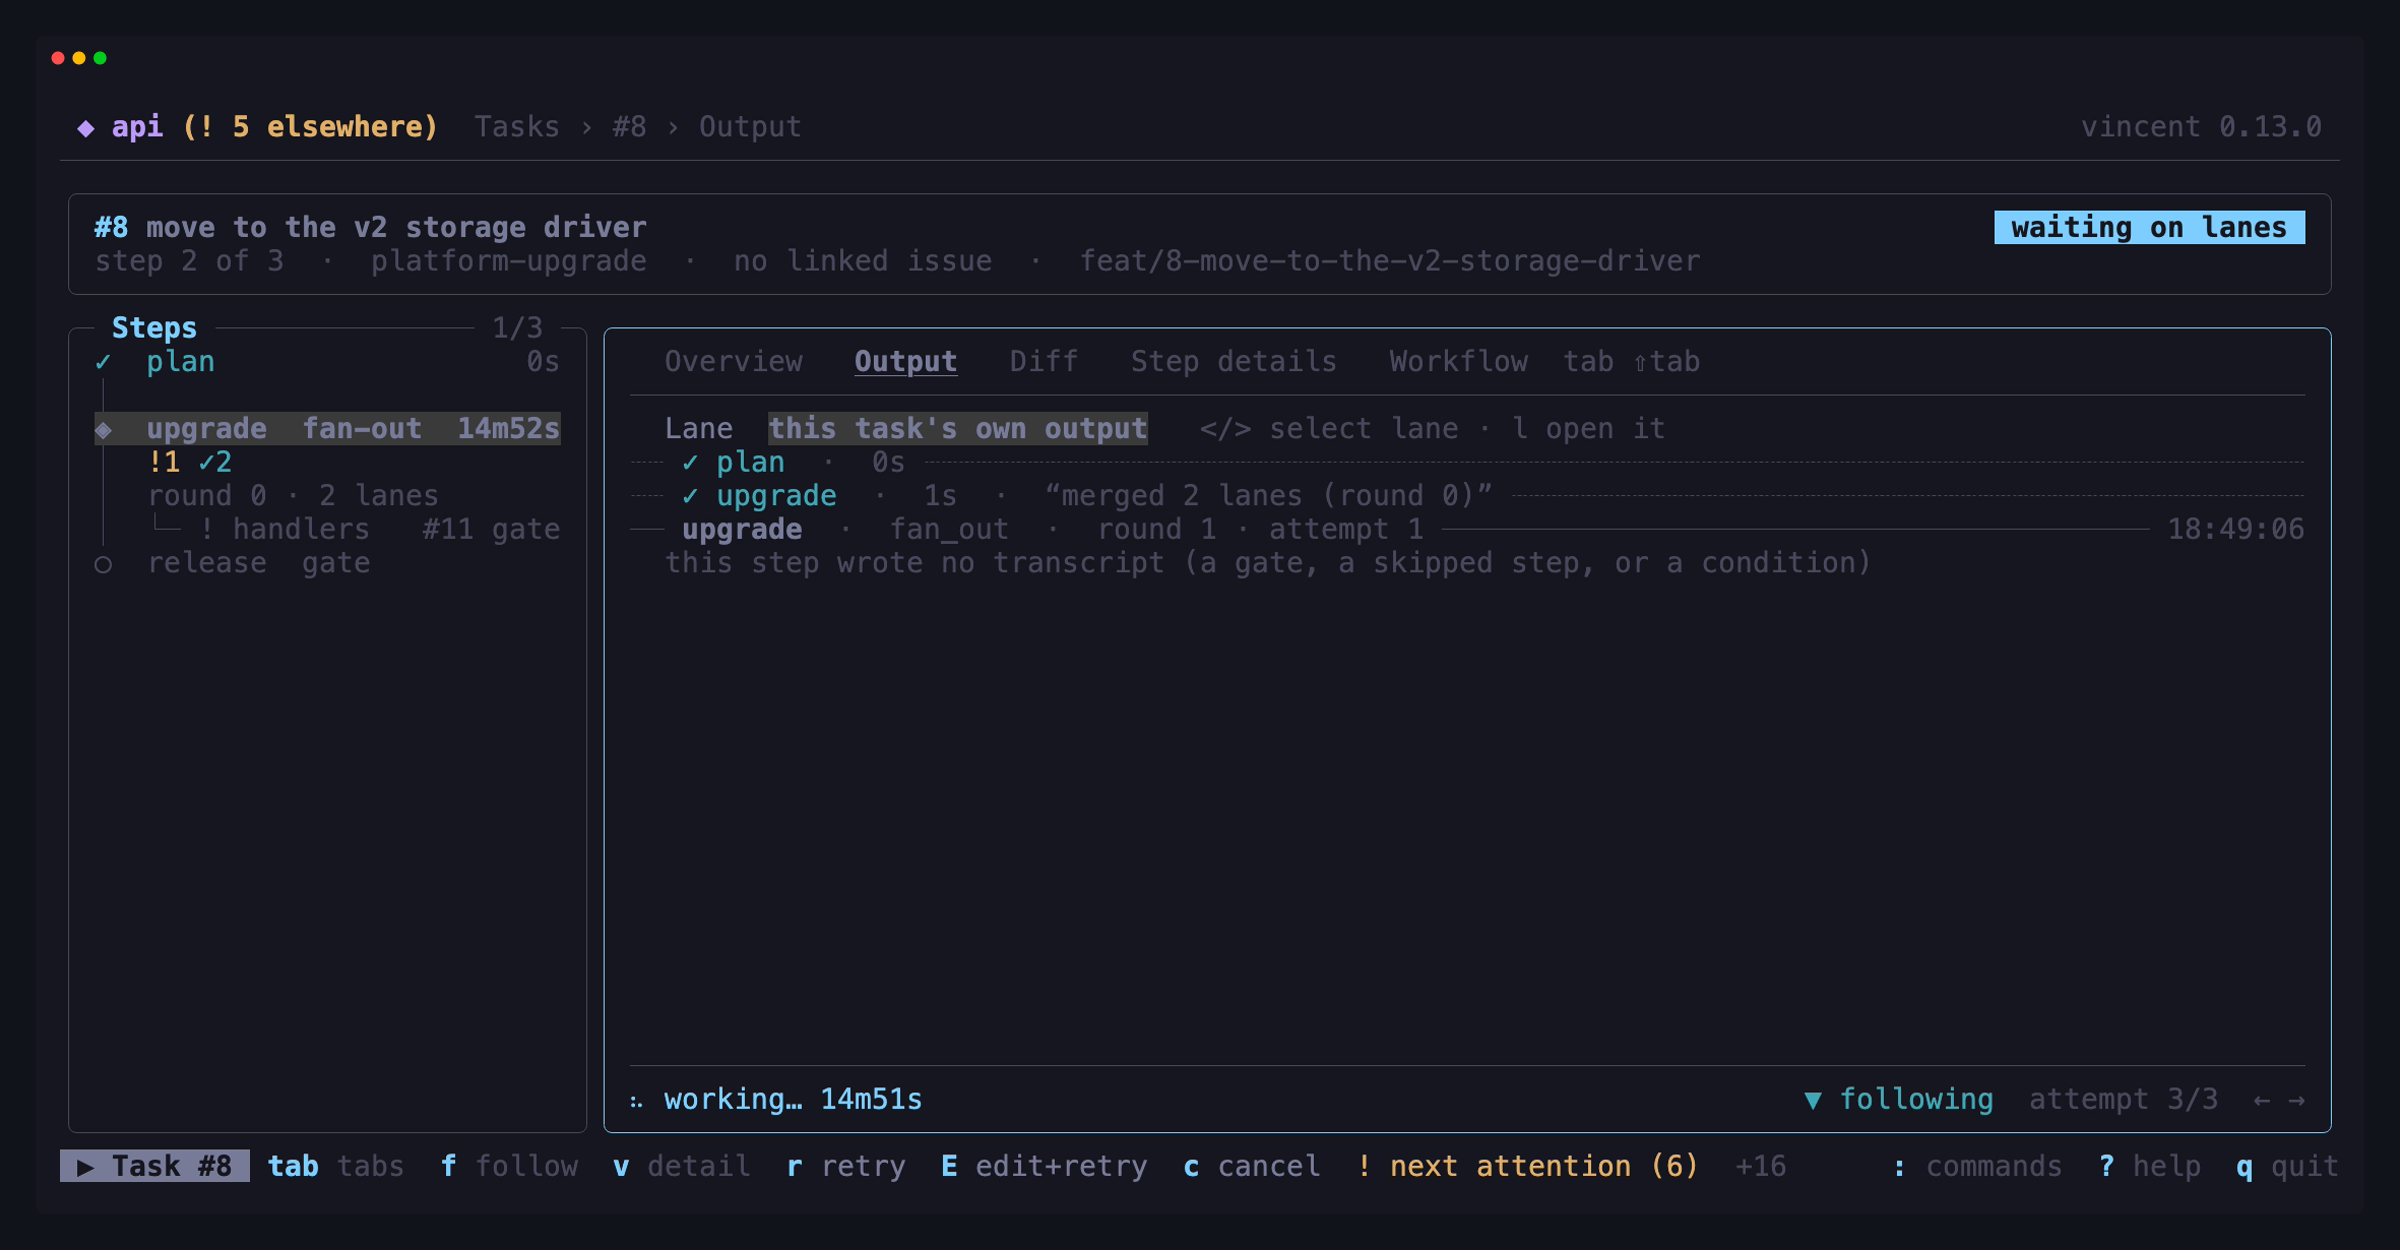 ◆ api (! 5 elsewhere) Tasks › #8 › Output vincent 0.13.0
#8 move to the v2 storage driver waiting on lanes
step 2 of 3 · platform-upgrade · no linked issue · feat/8-move-to-the-v2-storage-driver
Steps 1/3
✓ plan 0s
◈ upgrade fan-out 14m52s
!1 ✓2
round 0 · 2 lanes
└─ ! handlers #11 gate
○ release gate
Overview Output Diff Step details Workflow tab ⇧tab
Lane this task's own output </> select lane · l open it
✓ plan · 0s
✓ upgrade · 1s · “merged 2 lanes (round 0)”
upgrade · fan_out · round 1 · attempt 1 18:49:06
this step wrote no transcript (a gate, a skipped step, or a condition)
working… 14m51s ▼ following attempt 3/3 ← →
▶ Task #8 tab tabs f follow v detail r retry E edit+retry c cancel ! next attention (6) +16 : commands ? help q quit